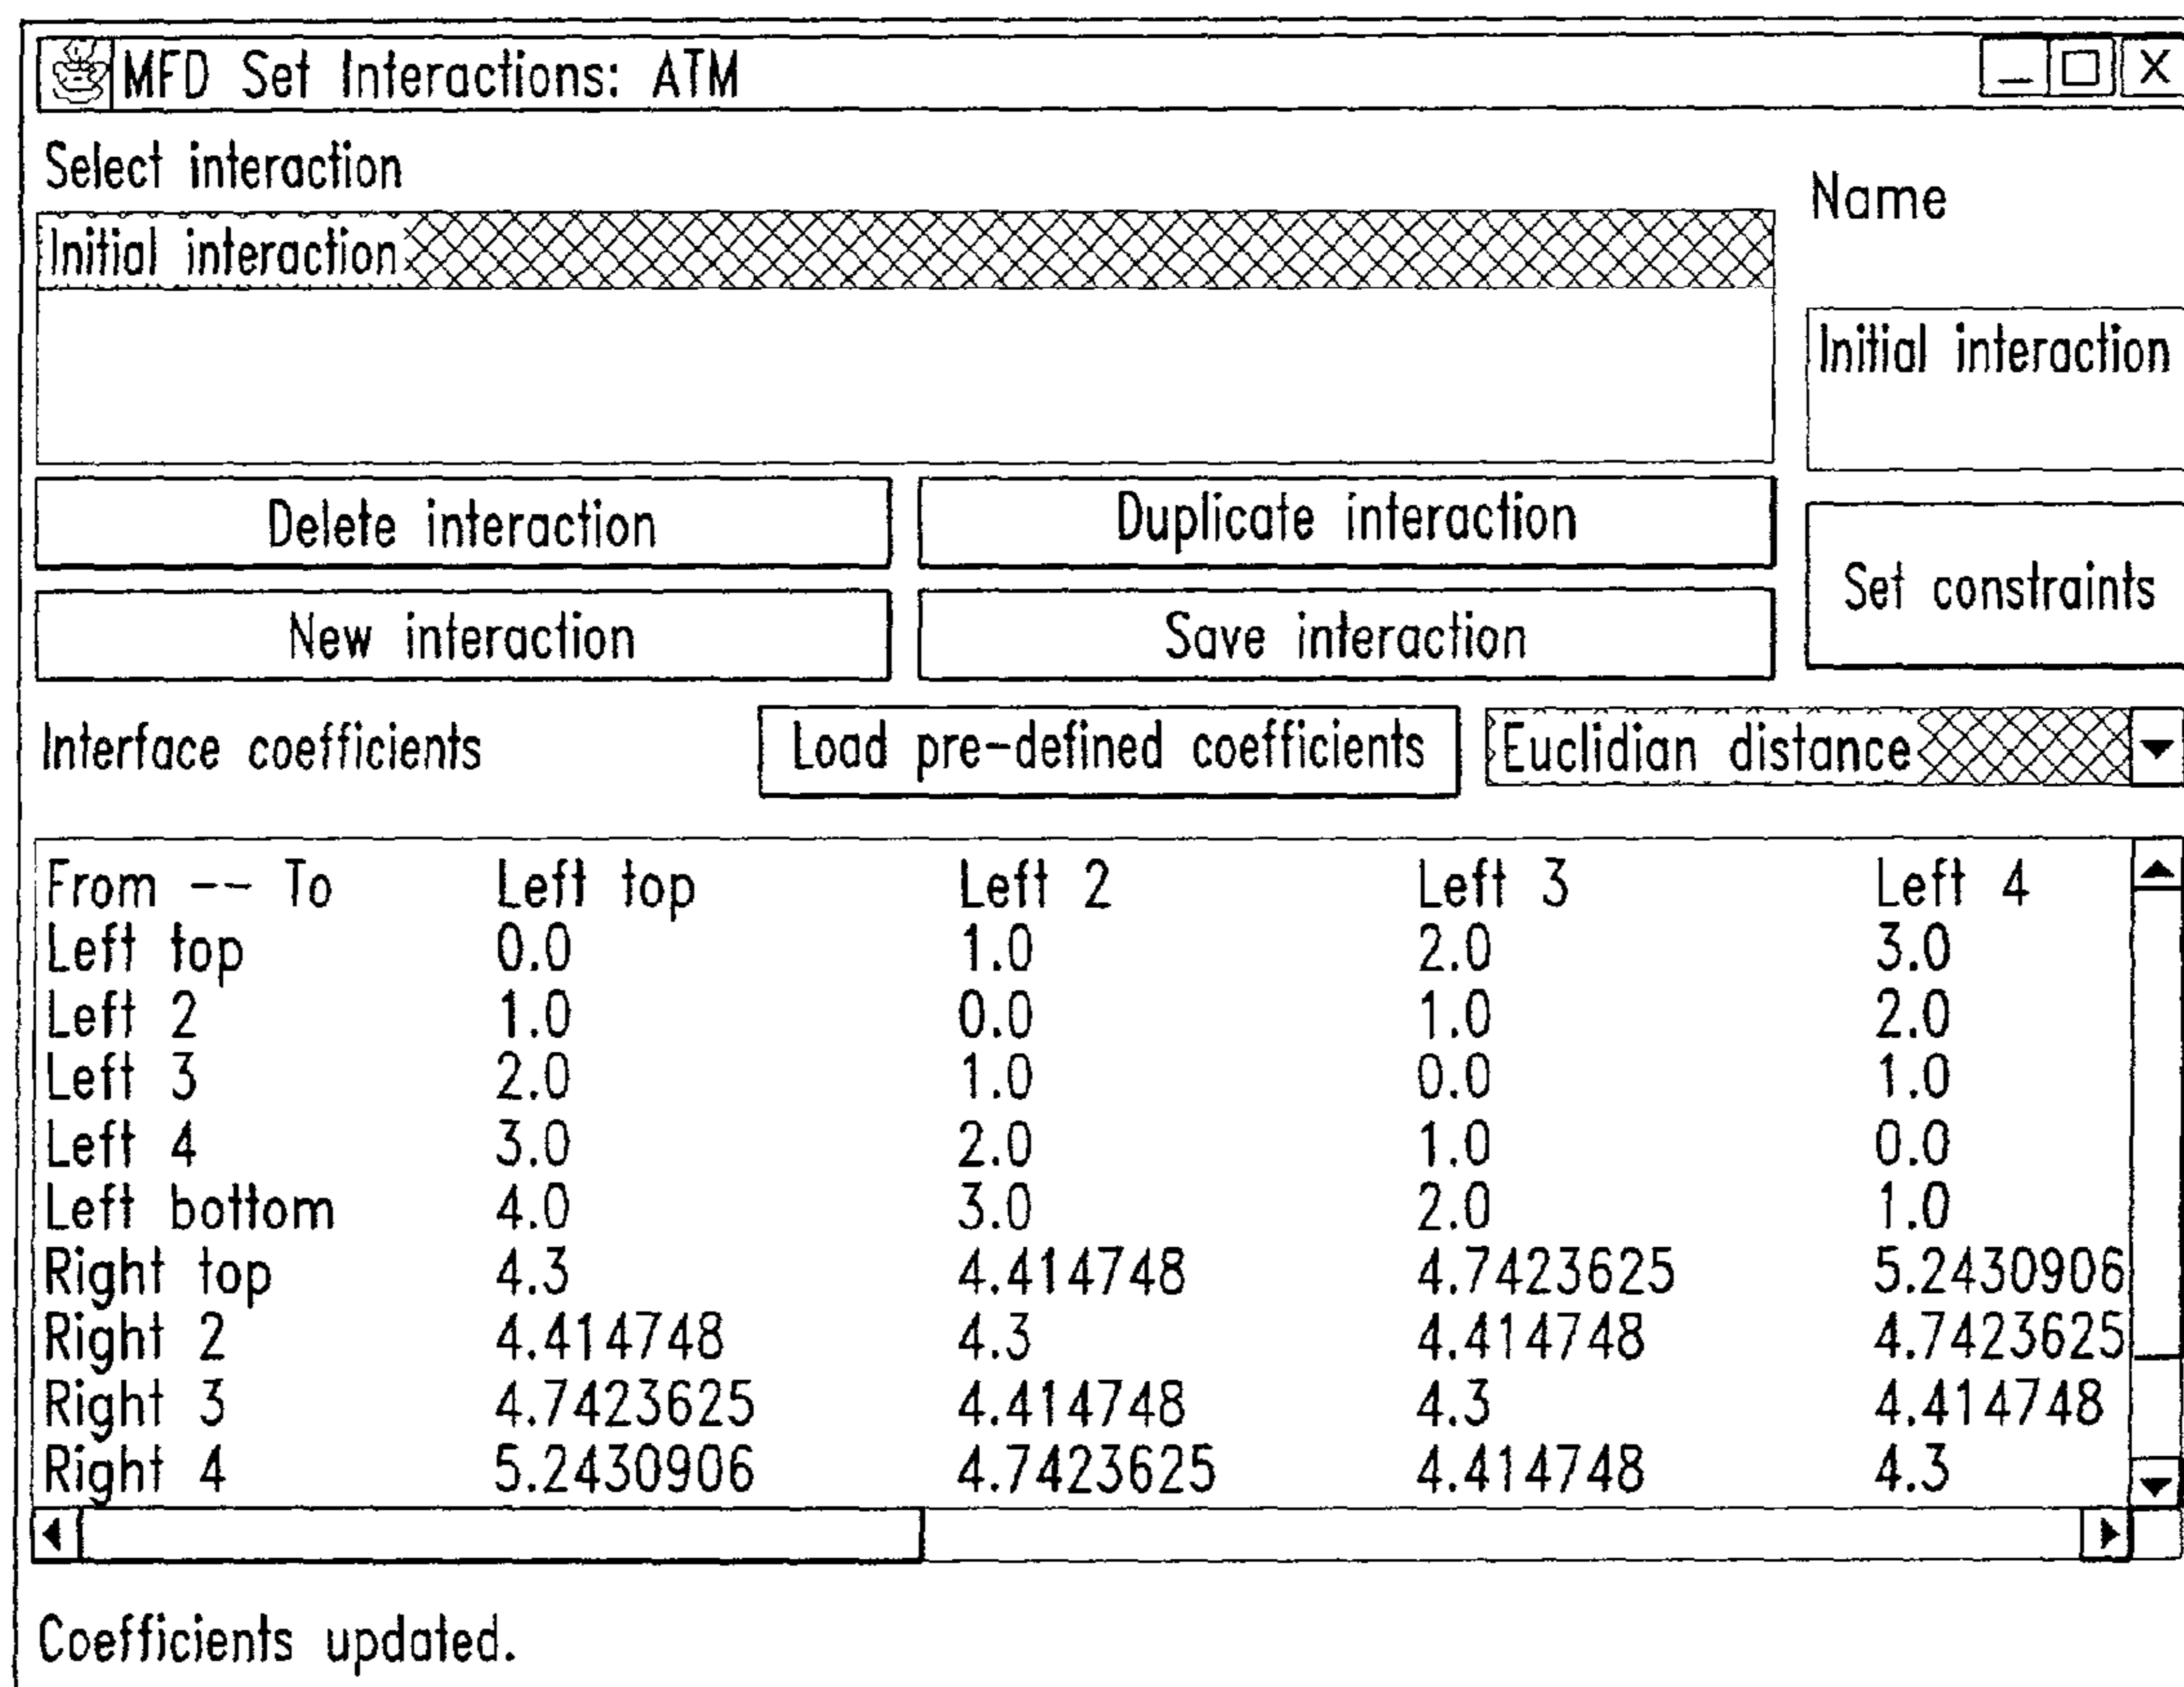 MFD Set Interactions: ATM
Select interaction
Name
Initial interaction
Initial interaction
Delete interaction Duplicate interaction
Set constraints
New interaction Save interaction
Interface coefficients Load pre-defined coefficients Euclidian distance
From -- To Left top Left 2 Left 3 Left 4
Left top 0.0 1.0 2.0 3.0
Left 2 1.0 0.0 1.0 2.0
Left 3 2.0 1.0 0.0 1.0
Left 4 3.0 2.0 1.0 0.0
Left bottom 4.0 3.0 2.0 1.0
Right top 4.3 4.414748 4.7423625 5.2430906
Right 2 4.414748 4.3 4.414748 4.7423625
Right 3 4.7423625 4.414748 4.3 4.414748
Right 4 5.2430906 4.7423625 4.414748 4.3
Coefficients updated.